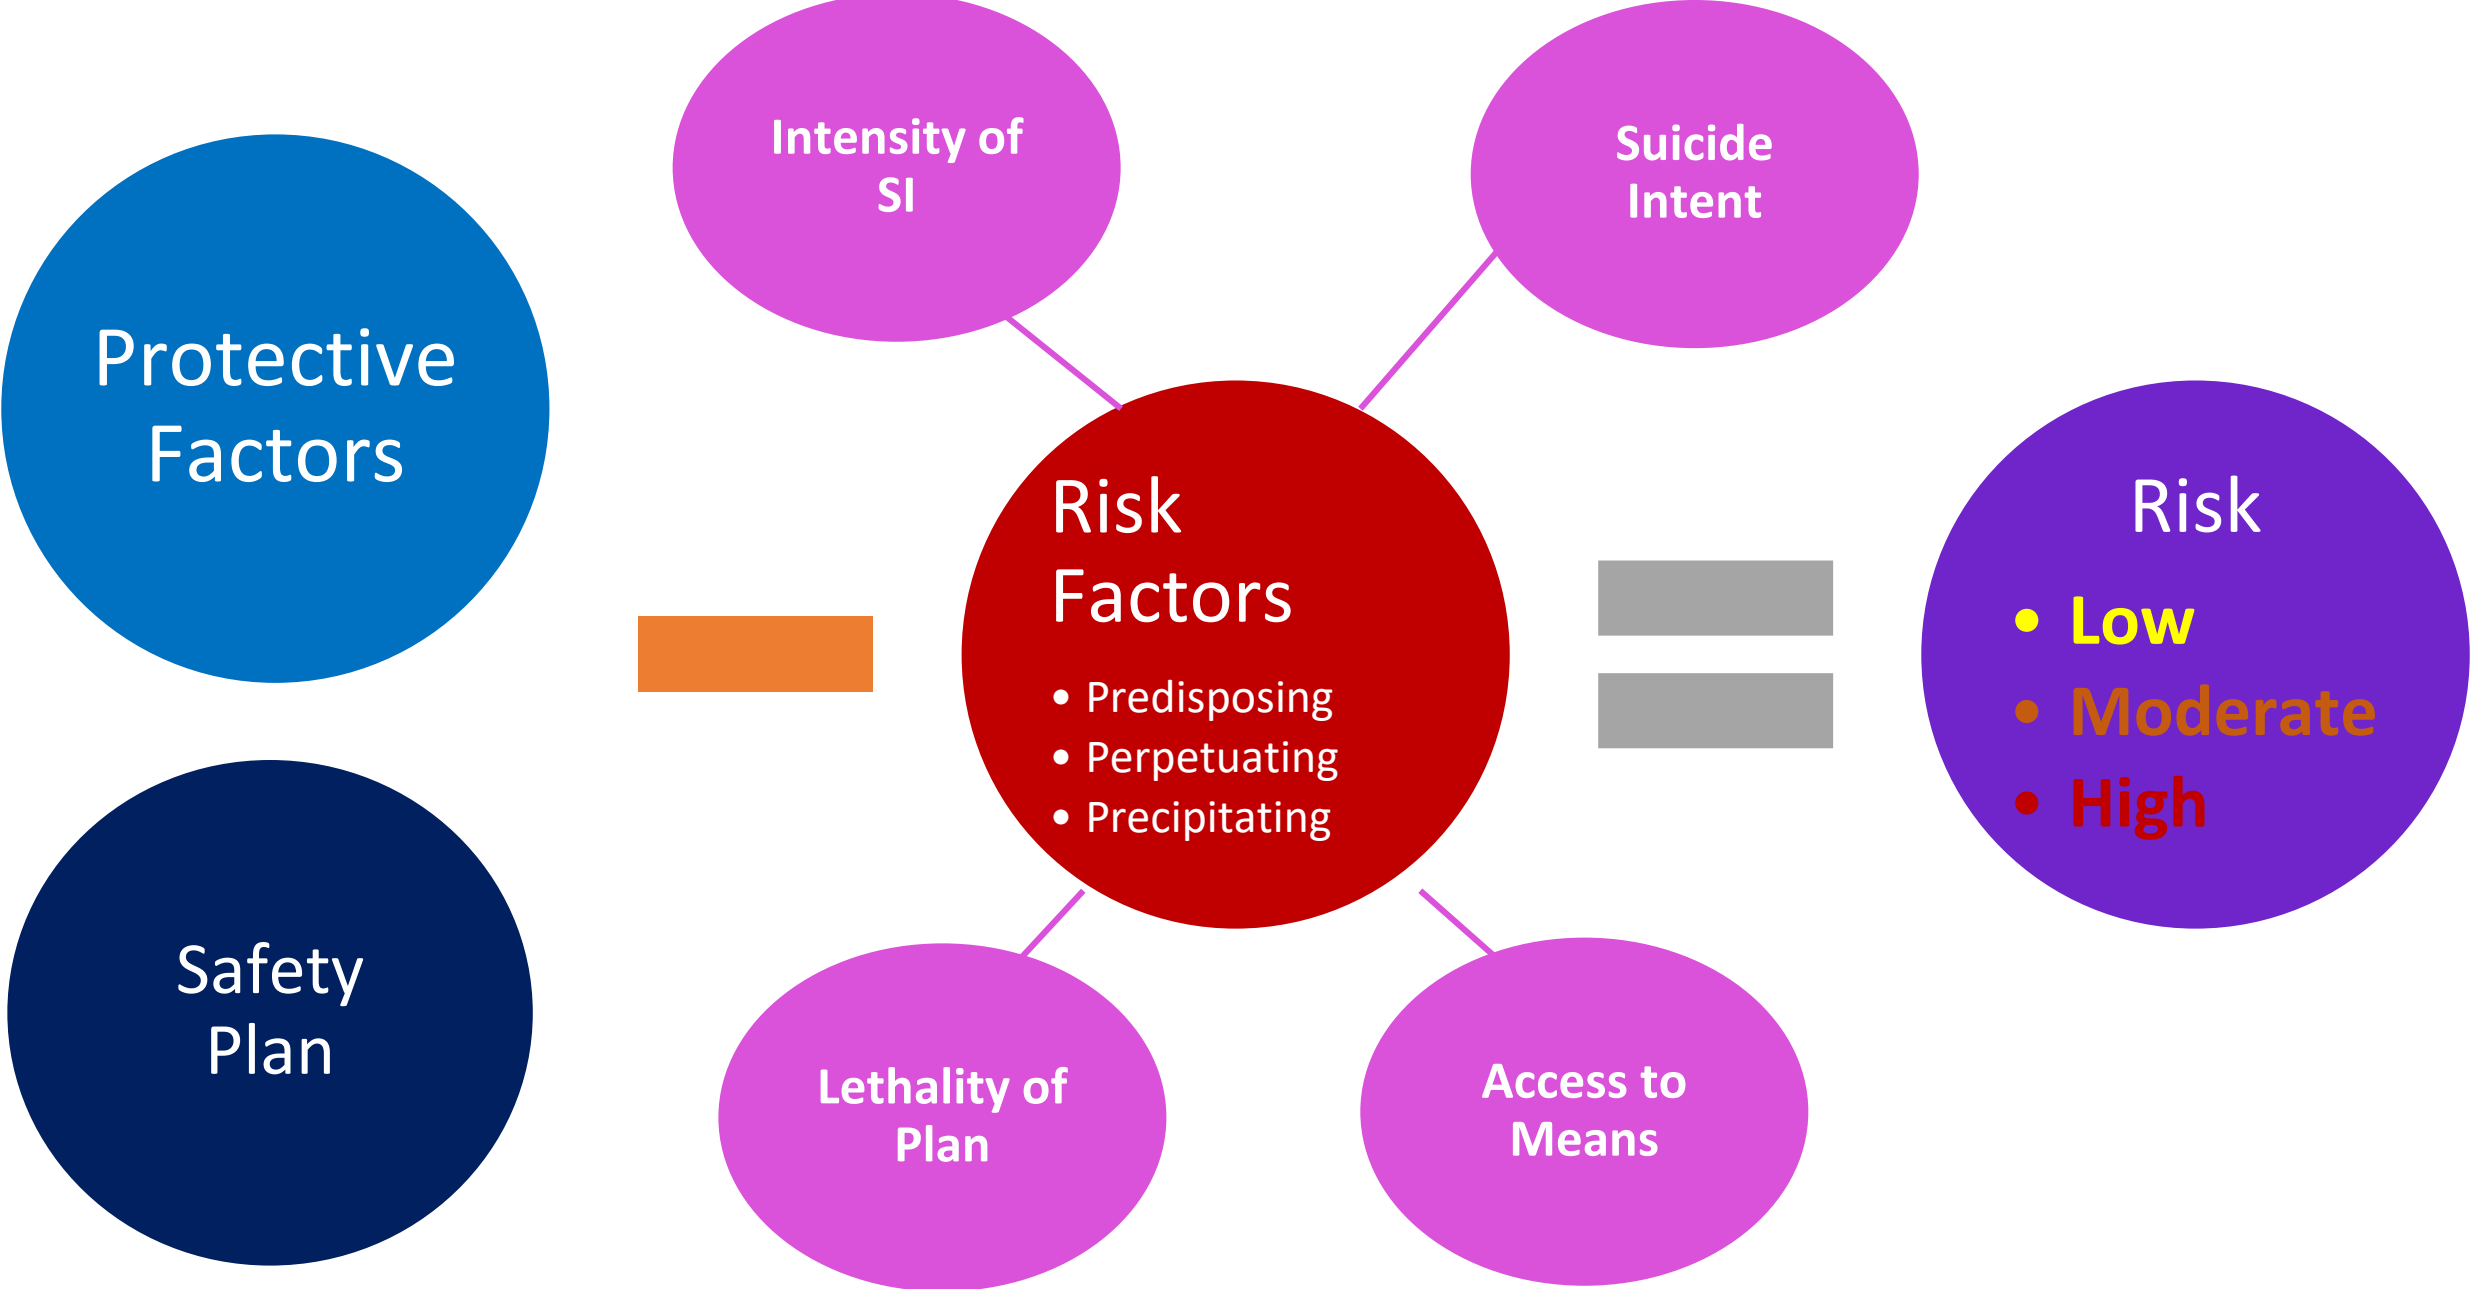 Protective
Factors
Safety
Plan
Intensity of
SI
Suicide
Intent
Risk
Factors
• Predisposing
• Perpetuating
• Precipitating
Lethality of
Plan
Access to
Means
Risk
• Low
• Moderate
• High